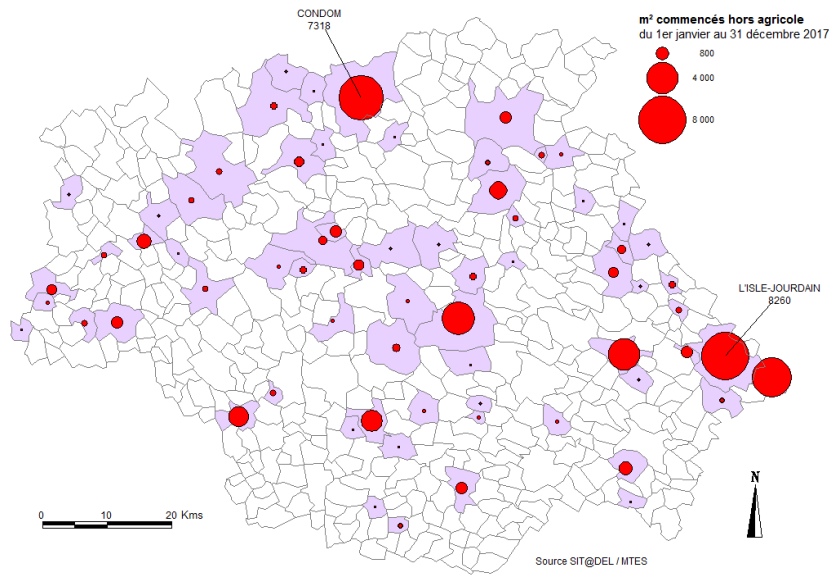 CONDOM
7318
m² commencés hors agricole
du 1er janvier au 31 décembre 2017
800
4 000
8 000
L'ISLE-JOURDAIN
8260
N
0 10 20 Kms
Source SIT@DEL / MTES